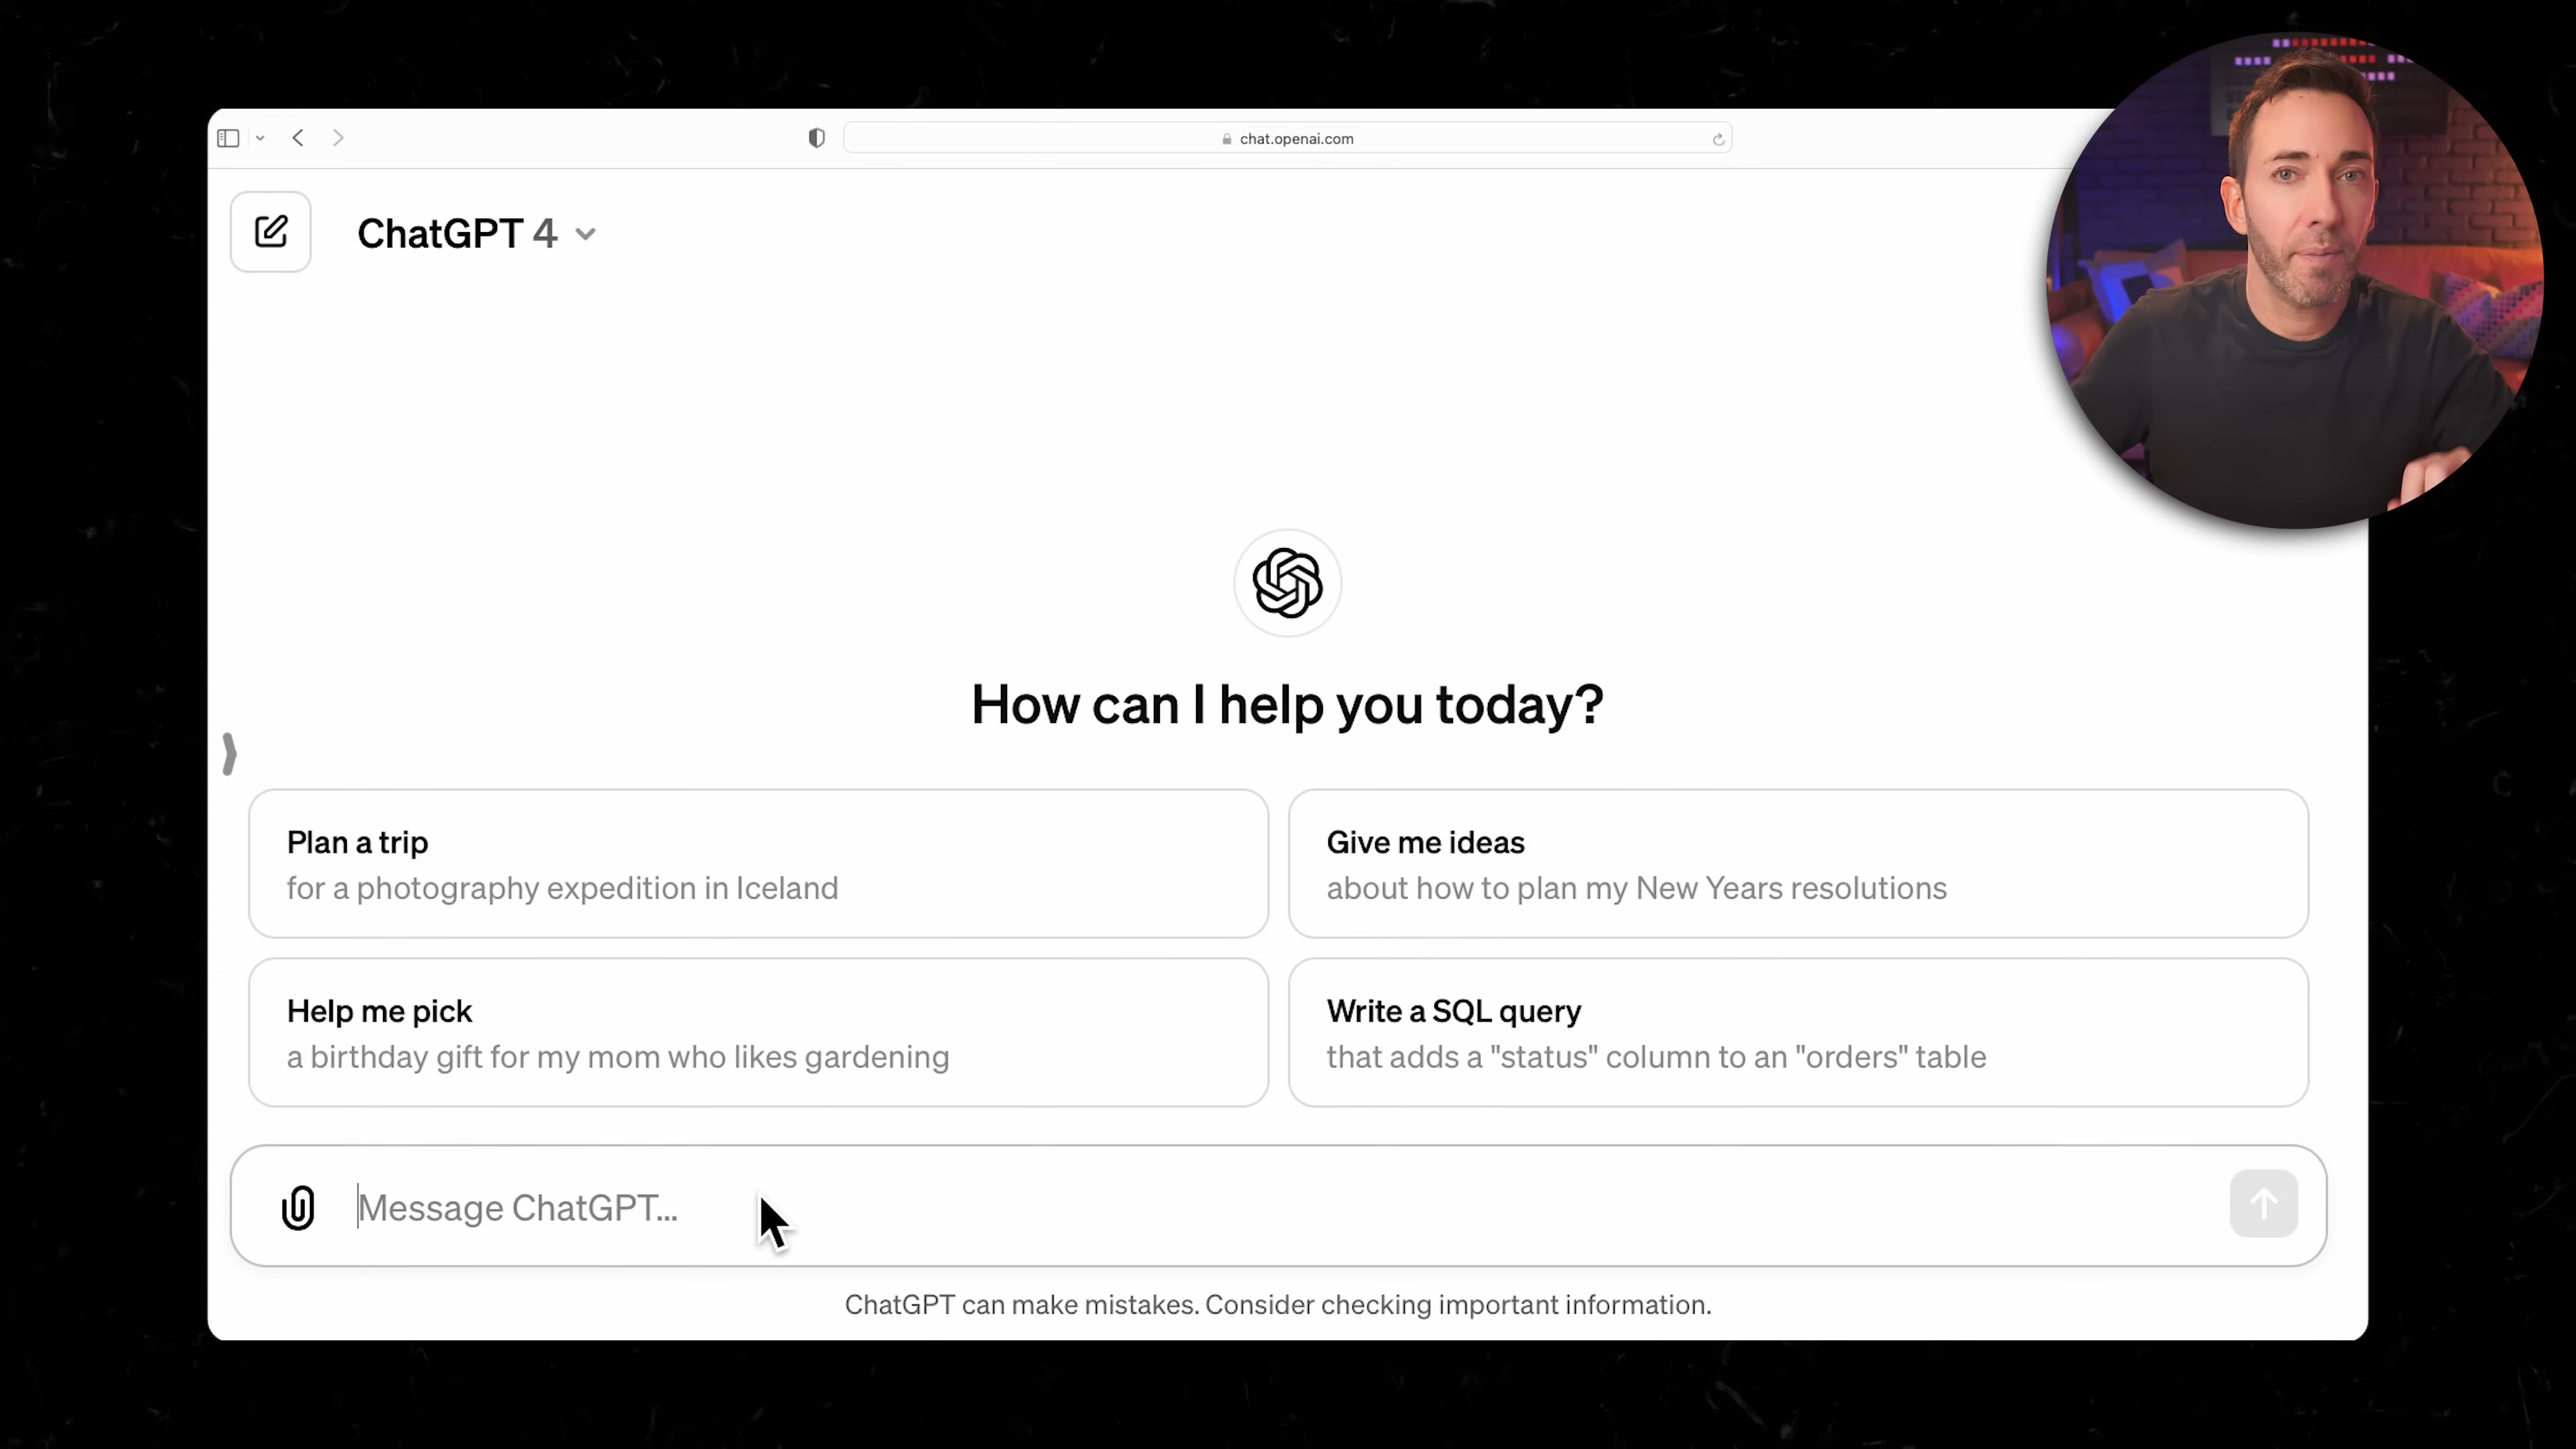 chat.openai.com
ChatGPT 4
How can I help you today?
Plan a trip
for a photography expedition in Iceland
Give me ideas
about how to plan my New Years resolutions
Help me pick
a birthday gift for my mom who likes gardening
Write a SQL query
that adds a "status" column to an "orders" table
Message ChatGPT...
ChatGPT can make mistakes. Consider checking important information.